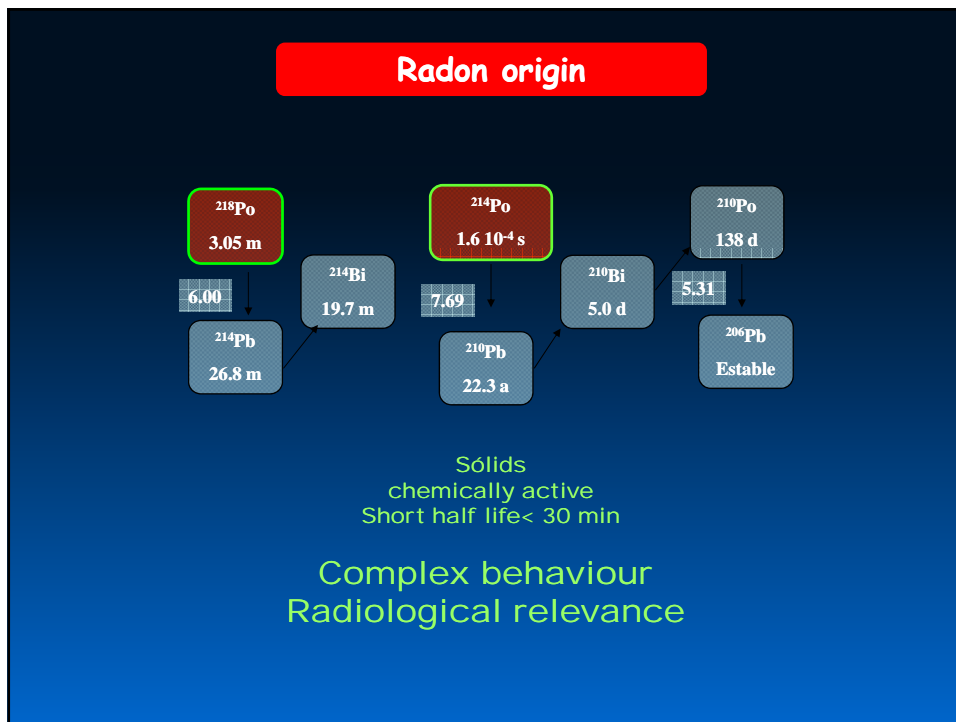 Radon origin
²¹⁸Po
3.05 m
6.00
²¹⁴Pb
26.8 m
²¹⁴Bi
19.7 m
²¹⁴Po
1.6 10⁻⁴ s
7.69
²¹⁰Pb
22.3 a
²¹⁰Bi
5.0 d
²¹⁰Po
138 d
5.31
²⁰⁶Pb
Estable
Sólids
chemically active
Short half life< 30 min
Complex behaviour
Radiological relevance